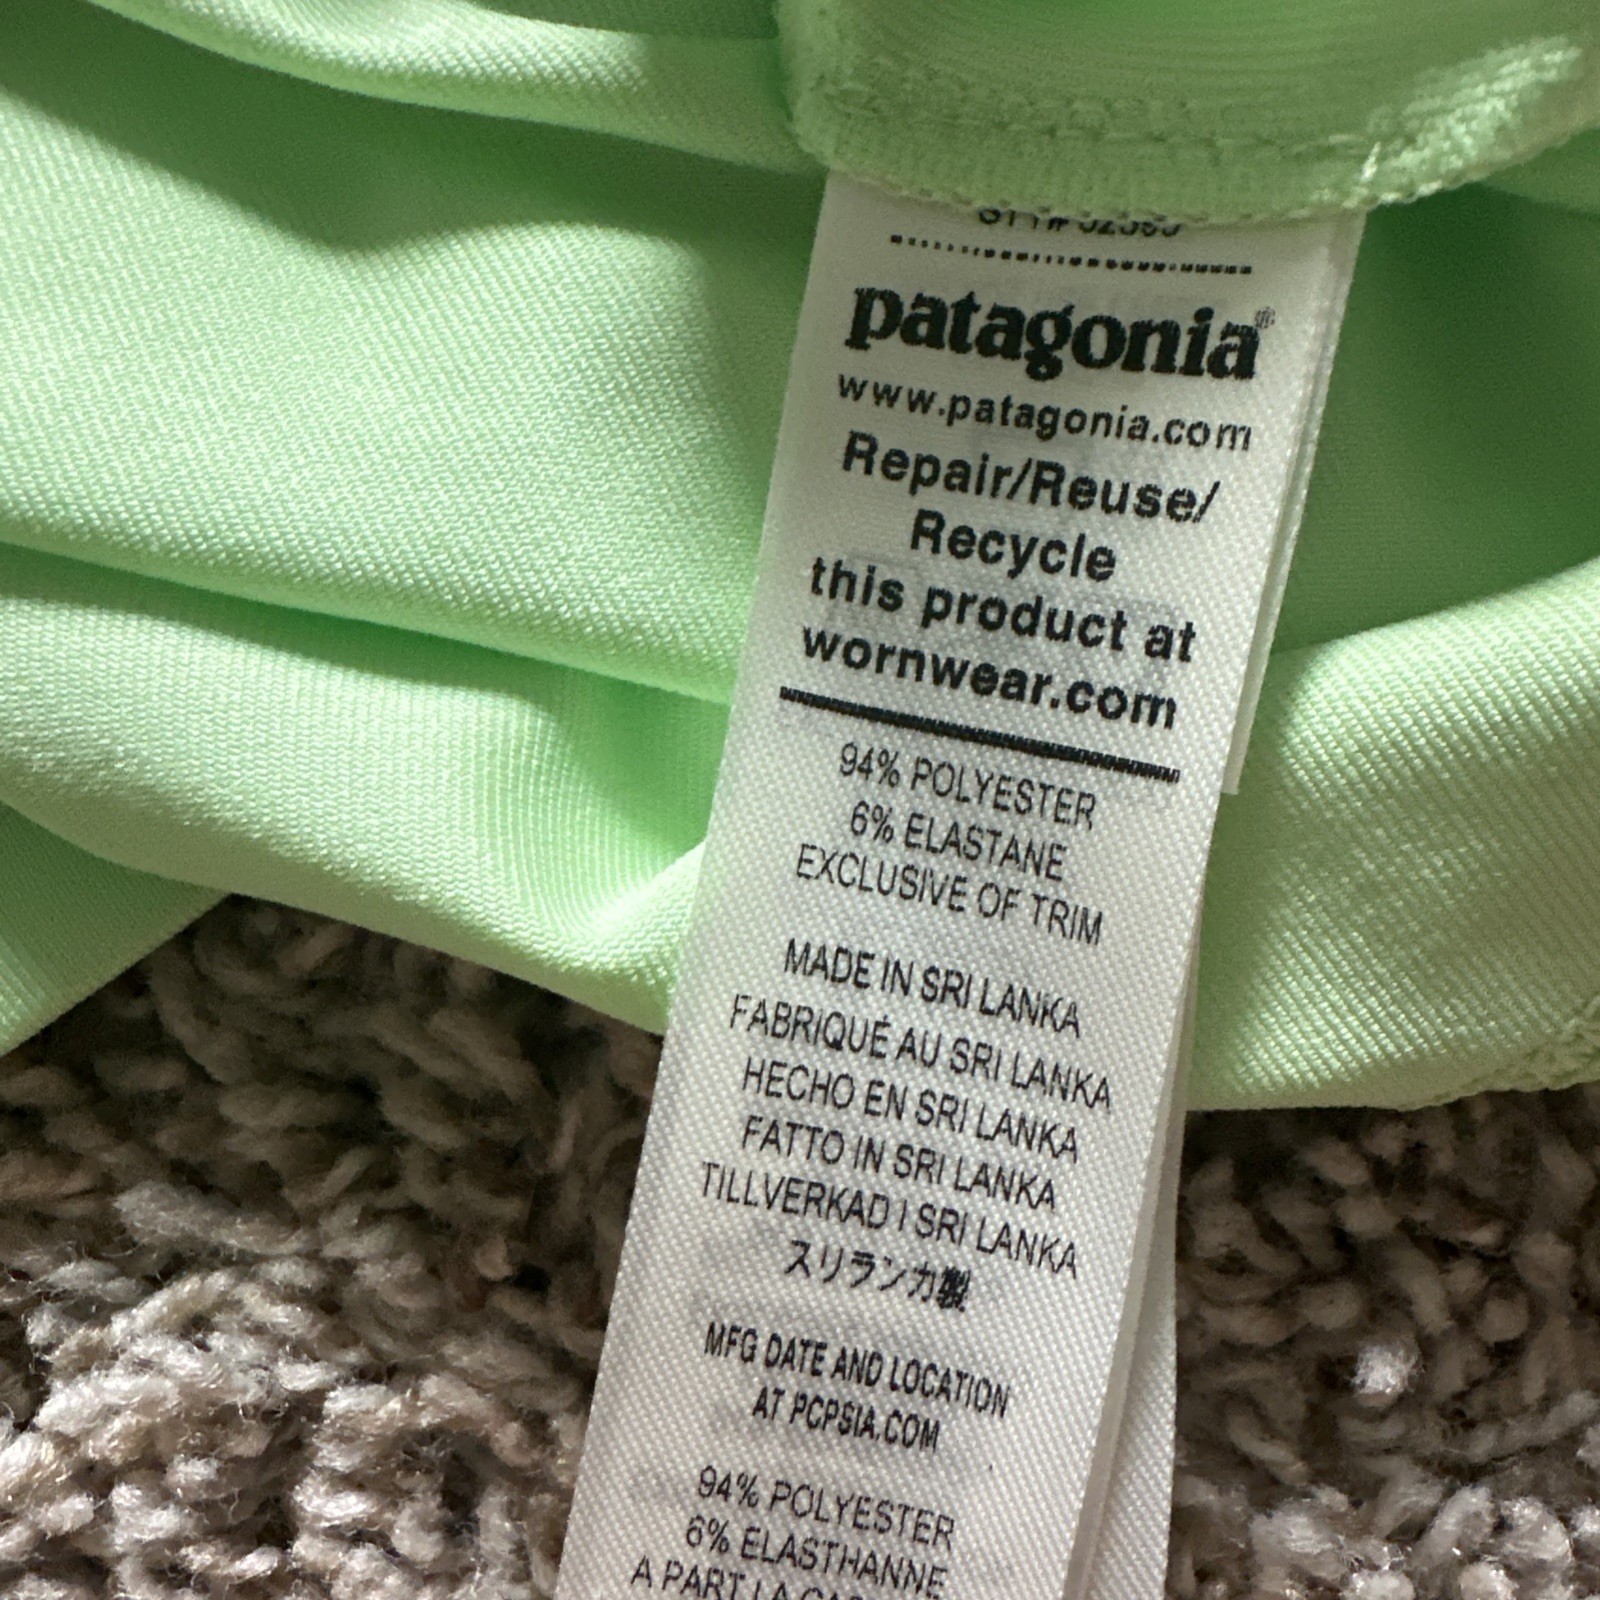 patagonia®
www.patagonia.com
Repair/Reuse/
Recycle
this product at
wornwear.com
94% POLYESTER
6% ELASTANE
EXCLUSIVE OF TRIM
MADE IN SRI LANKA
FABRIQUÉ AU SRI LANKA
HECHO EN SRI LANKA
FATTO IN SRI LANKA
TILLVERKAD I SRI LANKA
スリランカ製
MFG DATE AND LOCATION
AT PCPSIA.COM
94% POLYESTER
6% ELASTHANNE
A PART LA